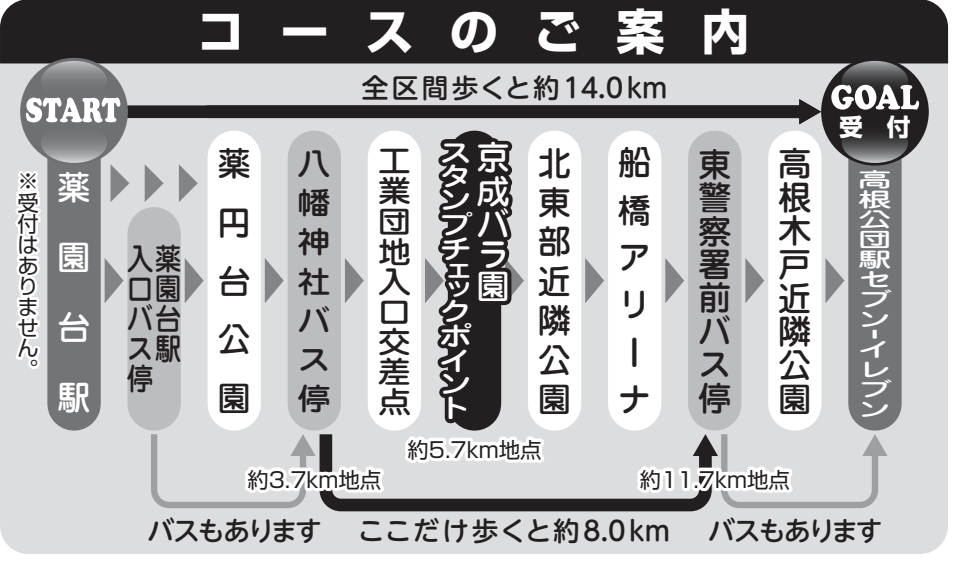 コースのご案内
全区間歩くと約14.0km
START
GOAL
受付
薬園台駅
※受付はありません。
薬園台駅
入口バス停
薬円台公園
八幡神社バス停
工業団地入口交差点
京成バラ園
スタンプチェックポイント
北東部近隣公園
船橋アリーナ
東警察署前バス停
高根木戸近隣公園
高根公団駅セブン-イレブン
約5.7km地点
約3.7km地点
約11.7km地点
バスもあります
ここだけ歩くと約8.0km
バスもあります